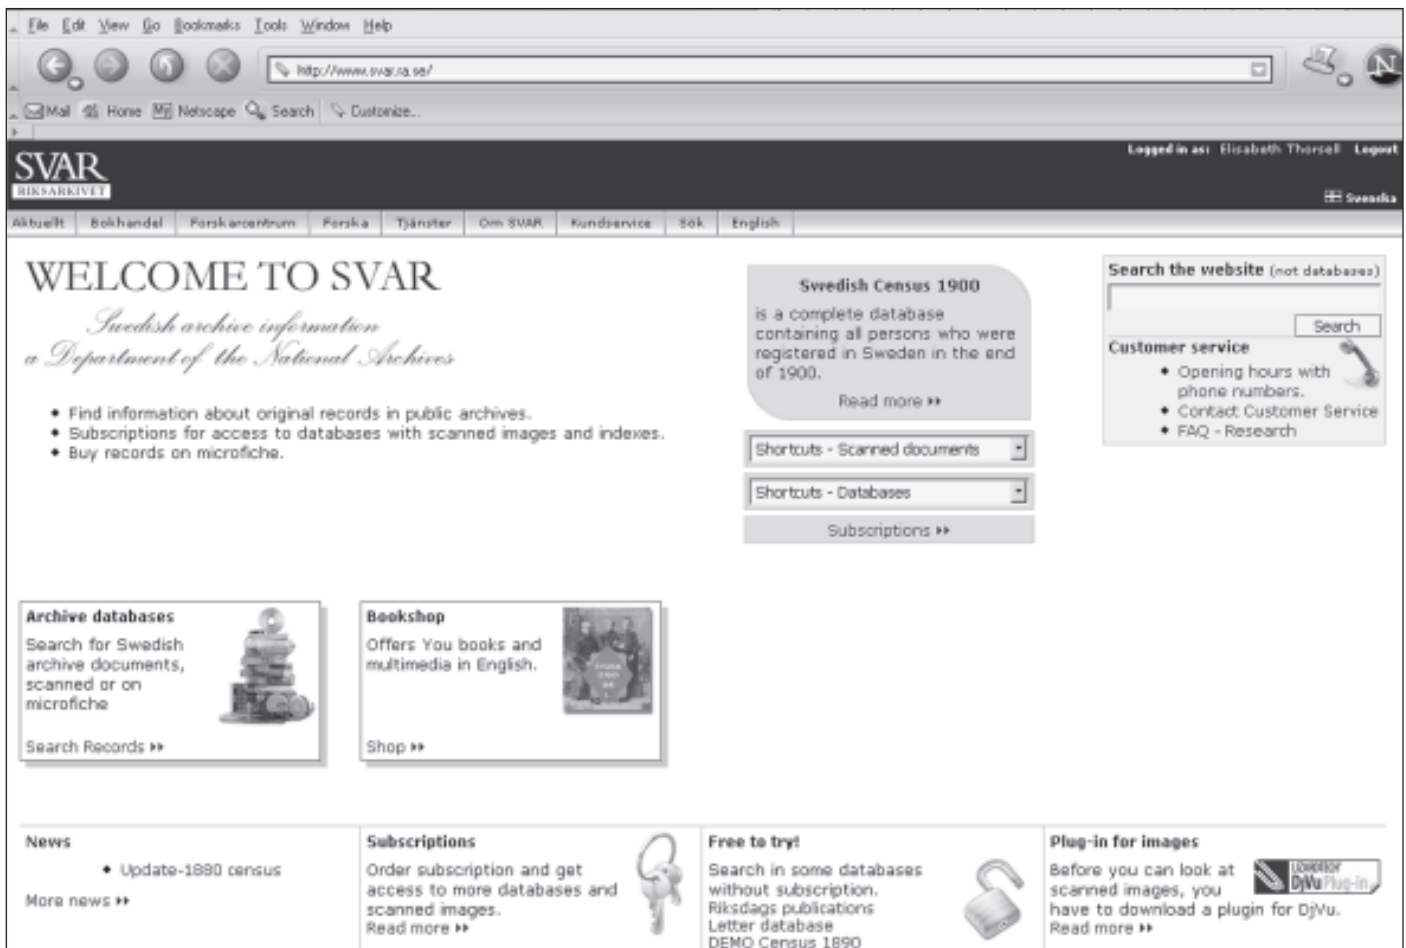 File Edit View Go Bookmarks Tools Window Help
http://www.svar.ra.se/
N
Mail Home My Netscape Search Customize...
SVAR
RIKSARKIVET
Logged in as: Elisabeth Thorsell Logout
Svenska
Aktuellt Bokhandel Forskarcentrum Forska Tjänster Om SVAR Kundservice Sök English
WELCOME TO SVAR
Swedish archive information
a Department of the National Archives
• Find information about original records in public archives.
• Subscriptions for access to databases with scanned images and indexes.
• Buy records on microfiche.
Swedish Census 1900
is a complete database
containing all persons who were
registered in Sweden in the end
of 1900.
Read more
Shortcuts - Scanned documents
Shortcuts - Databases
Subscriptions
Search the website (not databases)
Search
Customer service
• Opening hours with
phone numbers.
• Contact Customer Service
• FAQ - Research
Archive databases
Search for Swedish
archive documents,
scanned or on
microfiche
Search Records
Bookshop
Offers You books and
multimedia in English.
Shop
News
• Update-1880 census
More news
Subscriptions
Order subscription and get
access to more databases and
scanned images.
Read more
Free to try!
Search in some databases
without subscription.
Riksdags publications
Letter database
DEMO Census 1890
Plug-in for images
Before you can look at
scanned images, you
have to download a plugin for DjVu.
Read more
LIZARDTECH
DjVu Plug-in